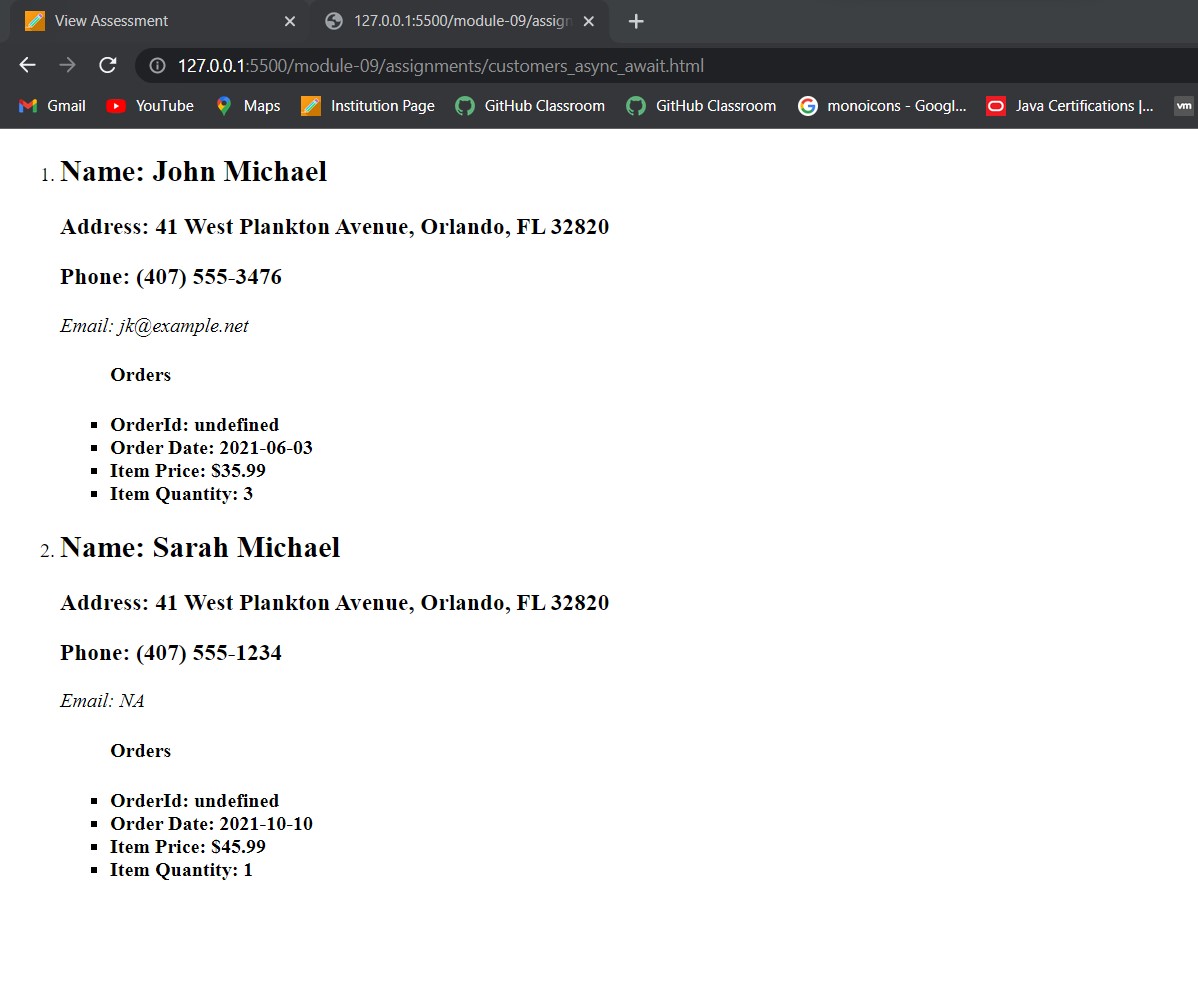 View Assessment
127.0.0.1:5500/module-09/assign
127.0.0.1:5500/module-09/assignments/customers_async_await.html
Gmail YouTube Maps Institution Page GitHub Classroom GitHub Classroom monoicons - Googl... Java Certifications |... vm
1. Name: John Michael
Address: 41 West Plankton Avenue, Orlando, FL 32820
Phone: (407) 555-3476
Email: jk@example.net
Orders
▪ OrderId: undefined
▪ Order Date: 2021-06-03
▪ Item Price: $35.99
▪ Item Quantity: 3
2. Name: Sarah Michael
Address: 41 West Plankton Avenue, Orlando, FL 32820
Phone: (407) 555-1234
Email: NA
Orders
▪ OrderId: undefined
▪ Order Date: 2021-10-10
▪ Item Price: $45.99
▪ Item Quantity: 1